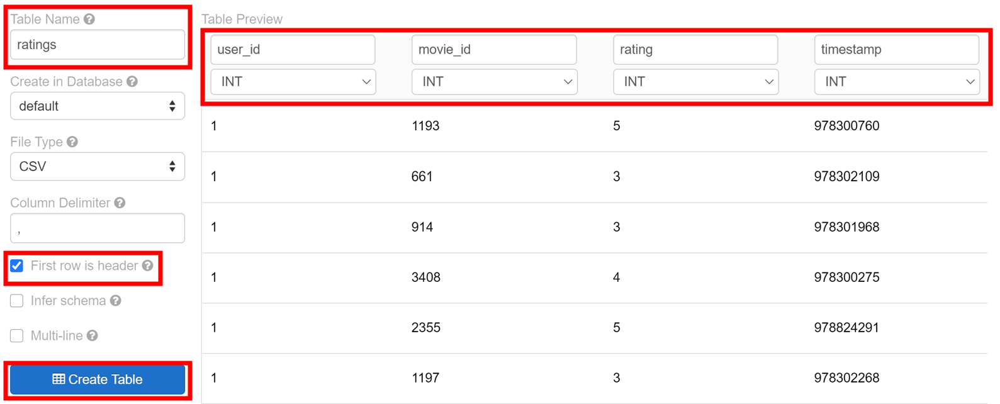 Table Name
ratings
Create in Database
default
File Type
CSV
Column Delimiter
,
First row is header
Infer schema
Multi-line
Create Table
Table Preview
user_id movie_id rating timestamp
INT INT INT INT
1 1193 5 978300760
1 661 3 978302109
1 914 3 978301968
1 3408 4 978300275
1 2355 5 978824291
1 1197 3 978302268